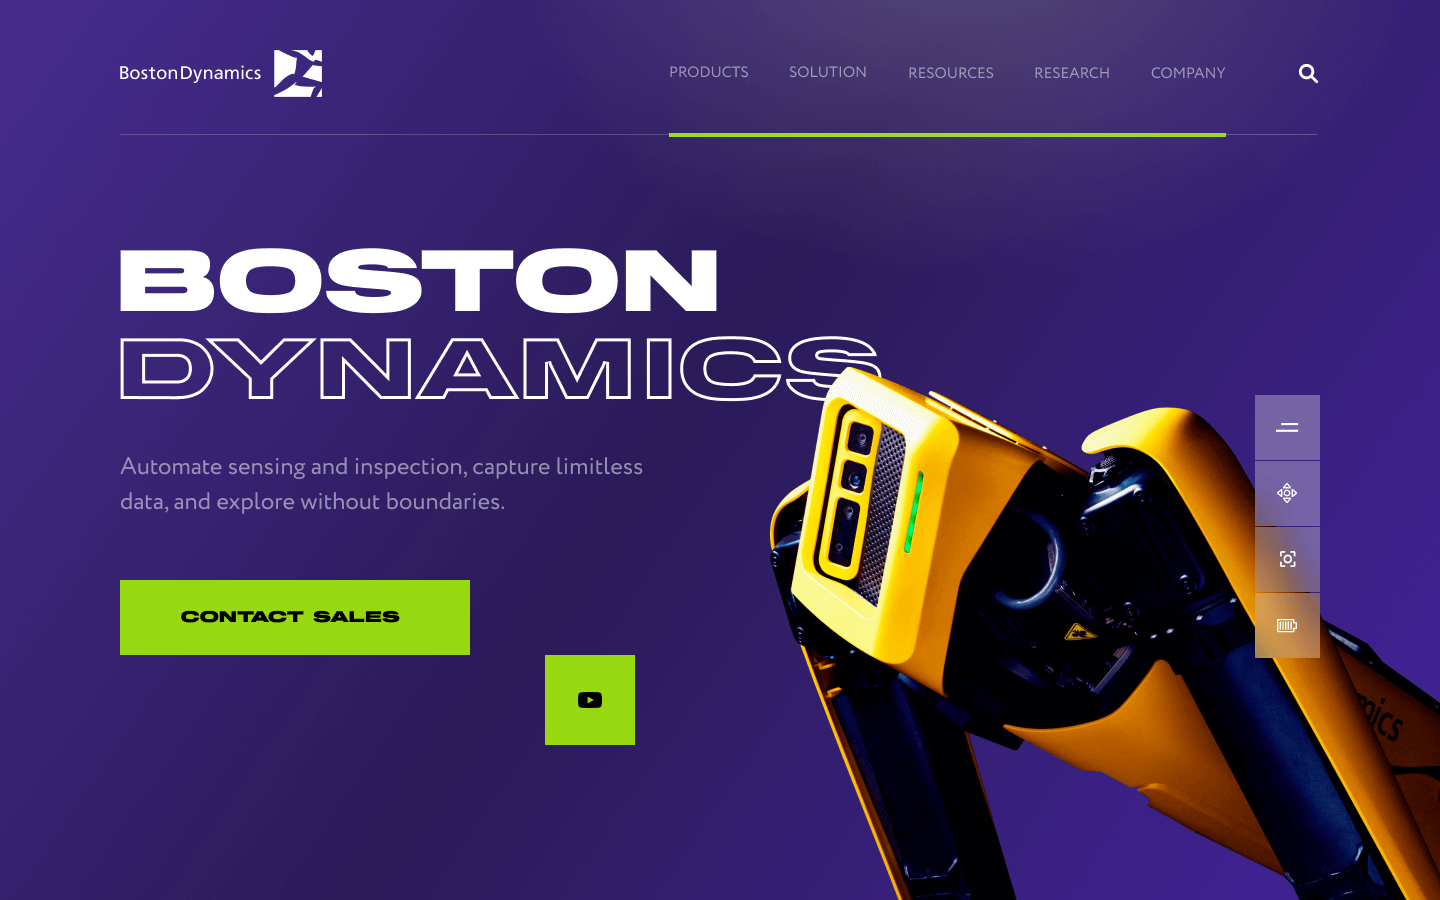 BostonDynamics
PRODUCTS SOLUTION RESOURCES RESEARCH COMPANY
BOSTON
DYNAMICS
Automate sensing and inspection, capture limitless
data, and explore without boundaries.
CONTACT SALES
mics